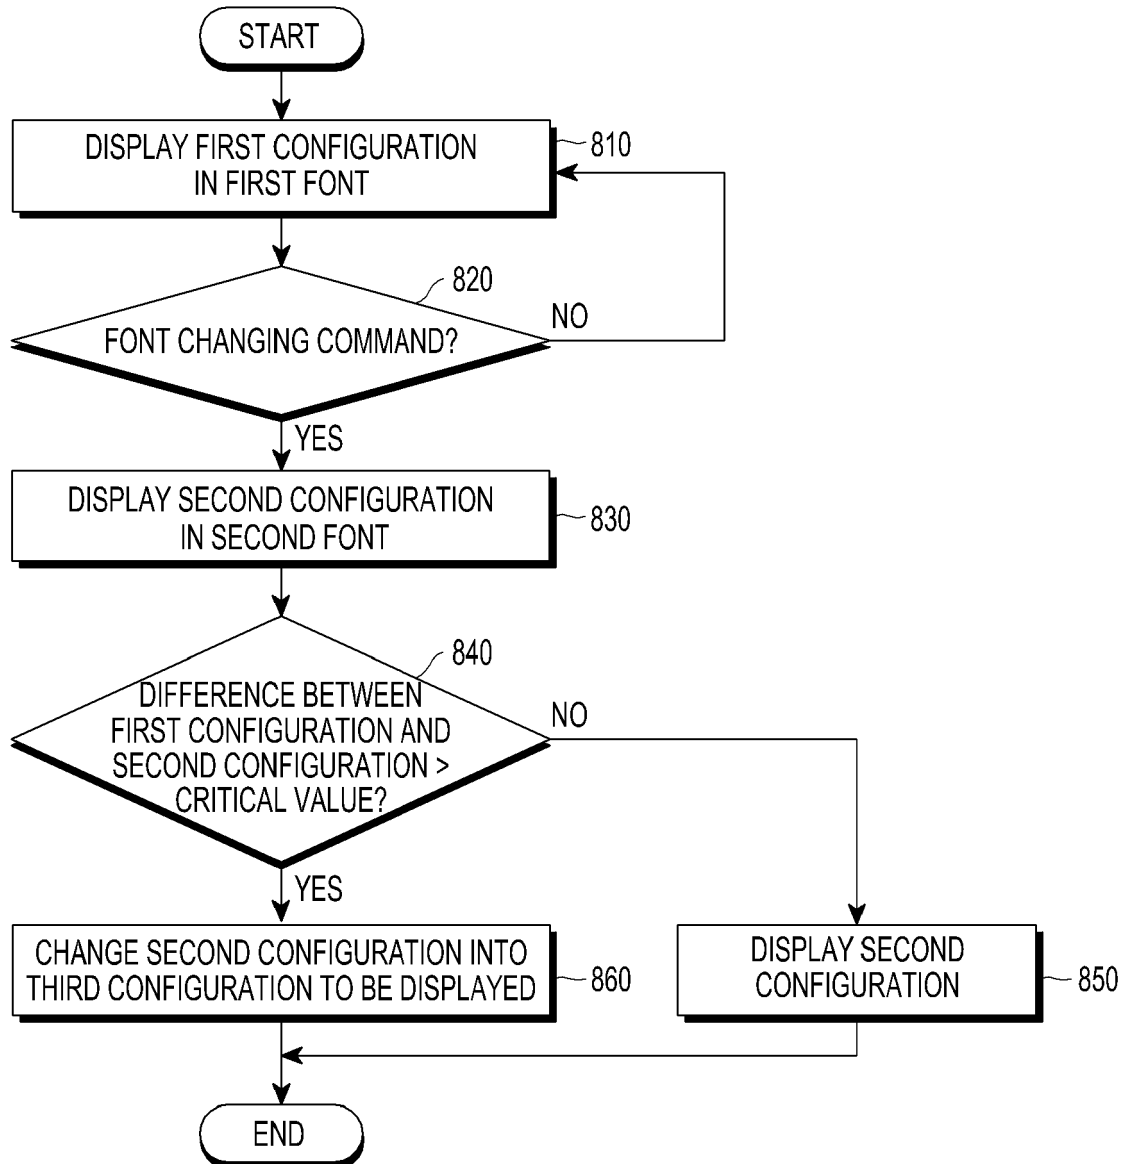 START
DISPLAY FIRST CONFIGURATION
IN FIRST FONT
810
820
FONT CHANGING COMMAND?
NO
YES
DISPLAY SECOND CONFIGURATION
IN SECOND FONT
830
840
DIFFERENCE BETWEEN
FIRST CONFIGURATION AND
SECOND CONFIGURATION >
CRITICAL VALUE?
NO
YES
CHANGE SECOND CONFIGURATION INTO
THIRD CONFIGURATION TO BE DISPLAYED
860
DISPLAY SECOND
CONFIGURATION
850
END